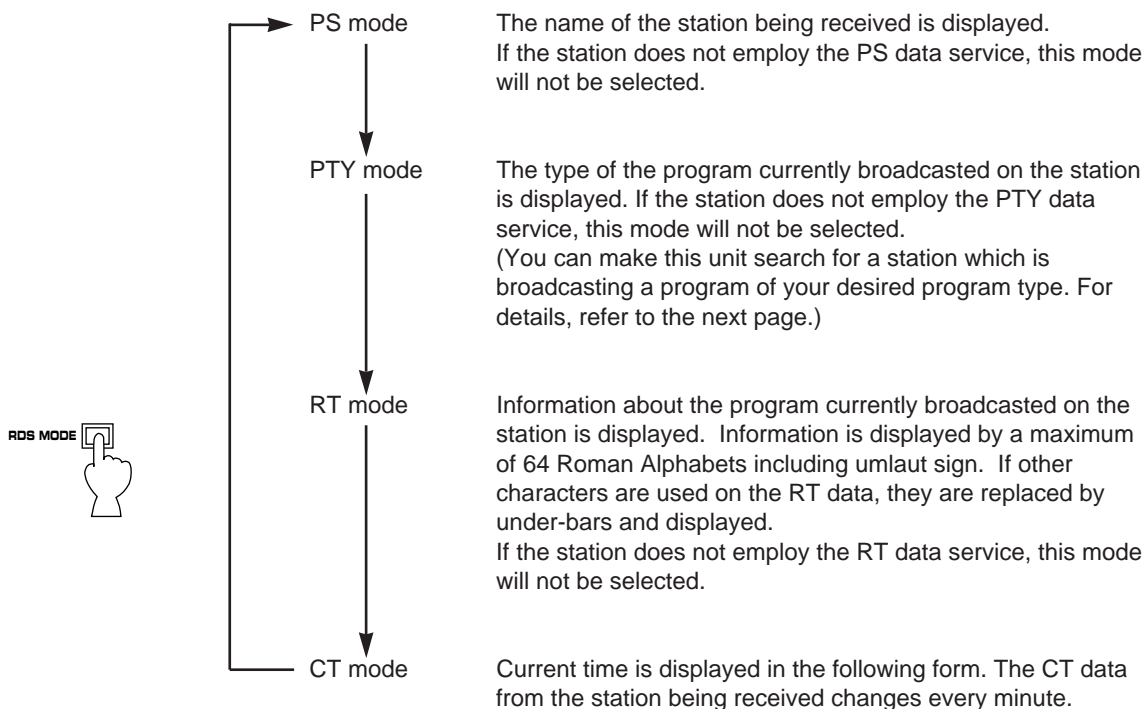 PS mode
The name of the station being received is displayed.
If the station does not employ the PS data service, this mode
will not be selected.
PTY mode
The type of the program currently broadcasted on the station
is displayed. If the station does not employ the PTY data
service, this mode will not be selected.
(You can make this unit search for a station which is
broadcasting a program of your desired program type. For
details, refer to the next page.)
RDS MODE
RT mode
Information about the program currently broadcasted on the
station is displayed.  Information is displayed by a maximum
of 64 Roman Alphabets including umlaut sign.  If other
characters are used on the RT data, they are replaced by
under-bars and displayed.
If the station does not employ the RT data service, this mode
will not be selected.
CT mode
Current time is displayed in the following form. The CT data
from the station being received changes every minute.